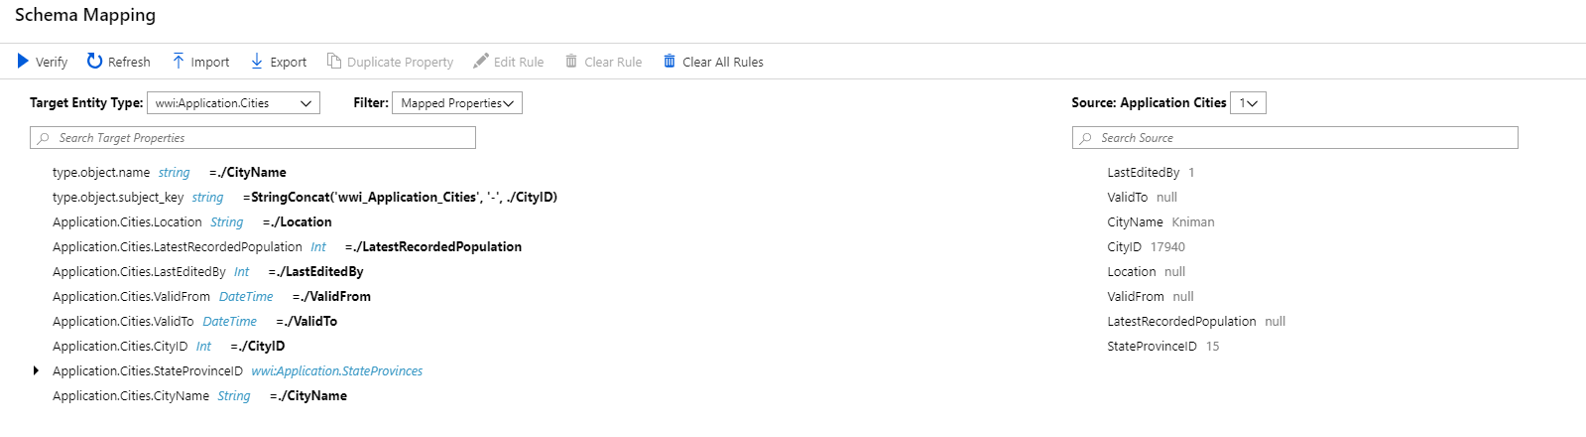 Schema Mapping
Verify Refresh Import Export Duplicate Property Edit Rule Clear Rule Clear All Rules
Target Entity Type: wwi:Application.Cities Filter: Mapped Properties
Search Target Properties
type.object.name string =./CityName
type.object.subject_key string =StringConcat('wwi_Application_Cities', '-', ./CityID)
Application.Cities.Location String =./Location
Application.Cities.LatestRecordedPopulation Int =./LatestRecordedPopulation
Application.Cities.LastEditedBy Int =./LastEditedBy
Application.Cities.ValidFrom DateTime =./ValidFrom
Application.Cities.ValidTo DateTime =./ValidTo
Application.Cities.CityID Int =./CityID
Application.Cities.StateProvinceID wwi:Application.StateProvinces
Application.Cities.CityName String =./CityName
Source: Application Cities 1
Search Source
LastEditedBy 1
ValidTo null
CityName Kniman
CityID 17940
Location null
ValidFrom null
LatestRecordedPopulation null
StateProvinceID 15